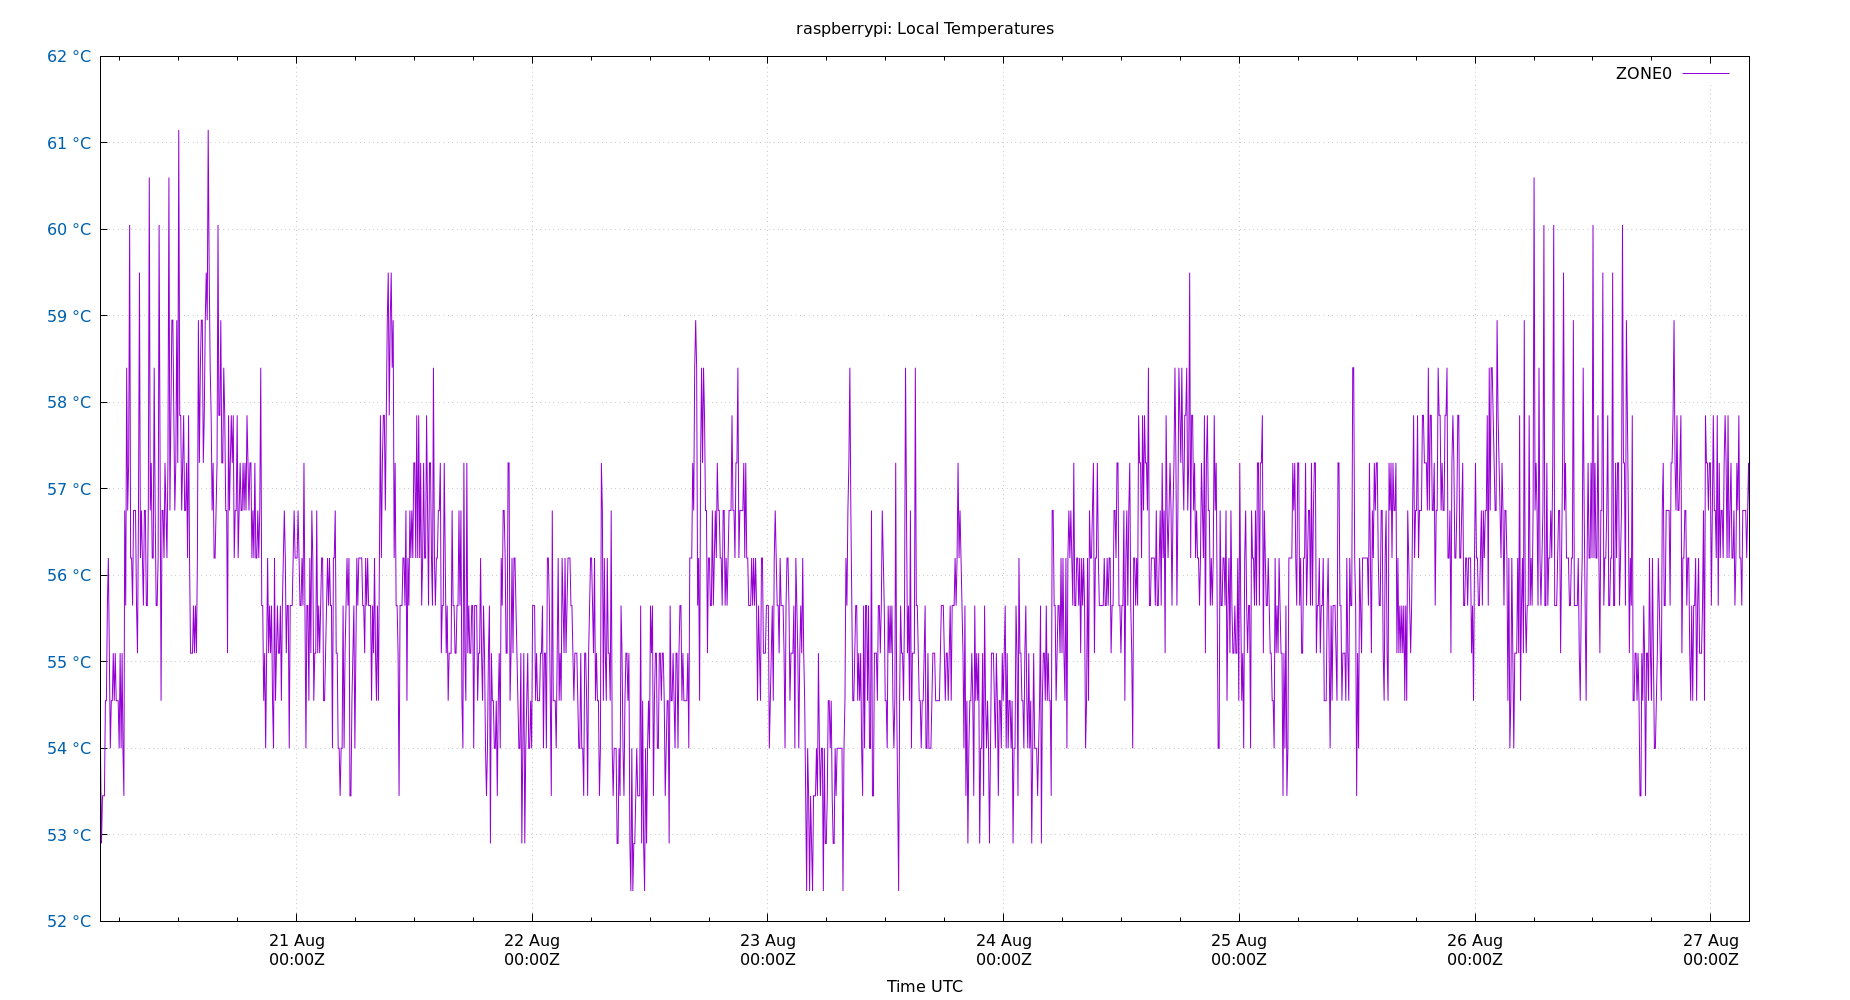 raspberrypi: Local Temperatures
62 °C
ZONE0
61 °C
60 °C
59 °C
58 °C
57 °C
56 °C
55 °C
54 °C
53 °C
52 °C
21 Aug 22 Aug 23 Aug 24 Aug 25 Aug 26 Aug 27 Aug
00:00Z 00:00Z 00:00Z 00:00Z 00:00Z 00:00Z 00:00Z
Time UTC